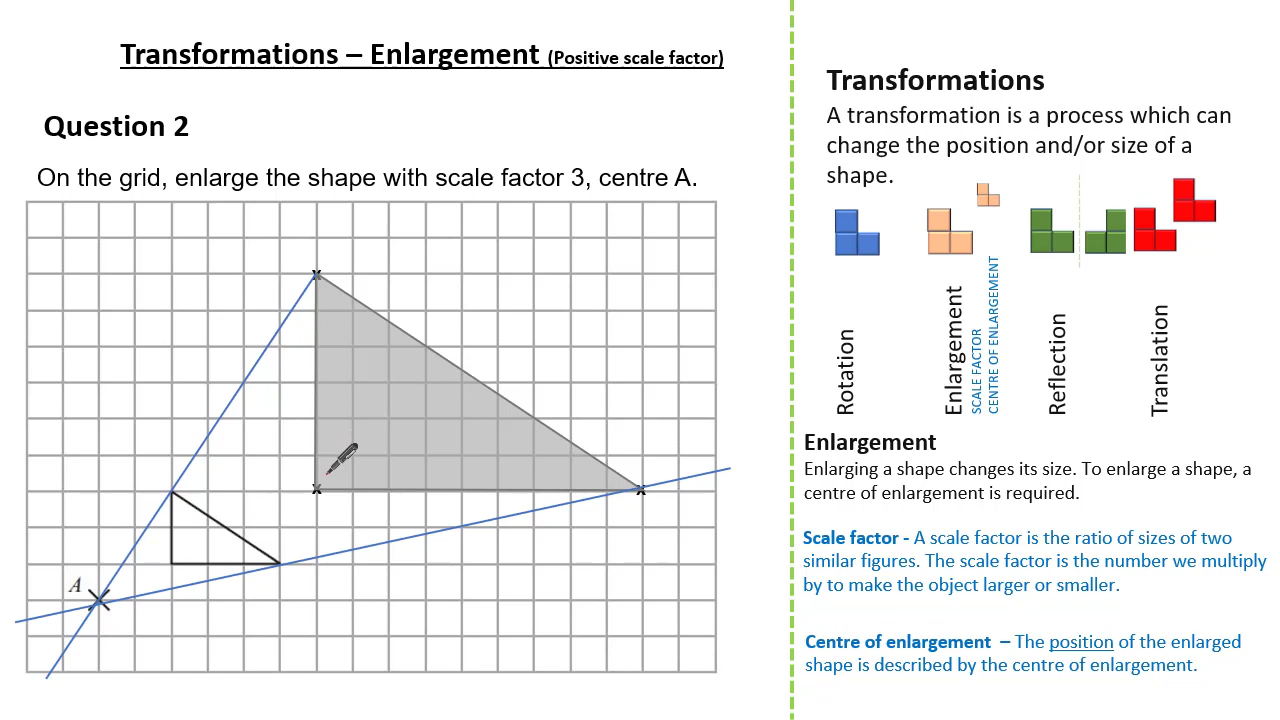 Transformations – Enlargement (Positive scale factor)
Question 2
On the grid, enlarge the shape with scale factor 3, centre A.
x
x
x
A
Transformations
A transformation is a process which can
change the position and/or size of a
shape.
Rotation
Enlargement
SCALE FACTOR
CENTRE OF ENLARGEMENT
Reflection
Translation
Enlargement
Enlarging a shape changes its size. To enlarge a shape, a
centre of enlargement is required.
Scale factor - A scale factor is the ratio of sizes of two
similar figures. The scale factor is the number we multiply
by to make the object larger or smaller.
Centre of enlargement – The position of the enlarged
shape is described by the centre of enlargement.